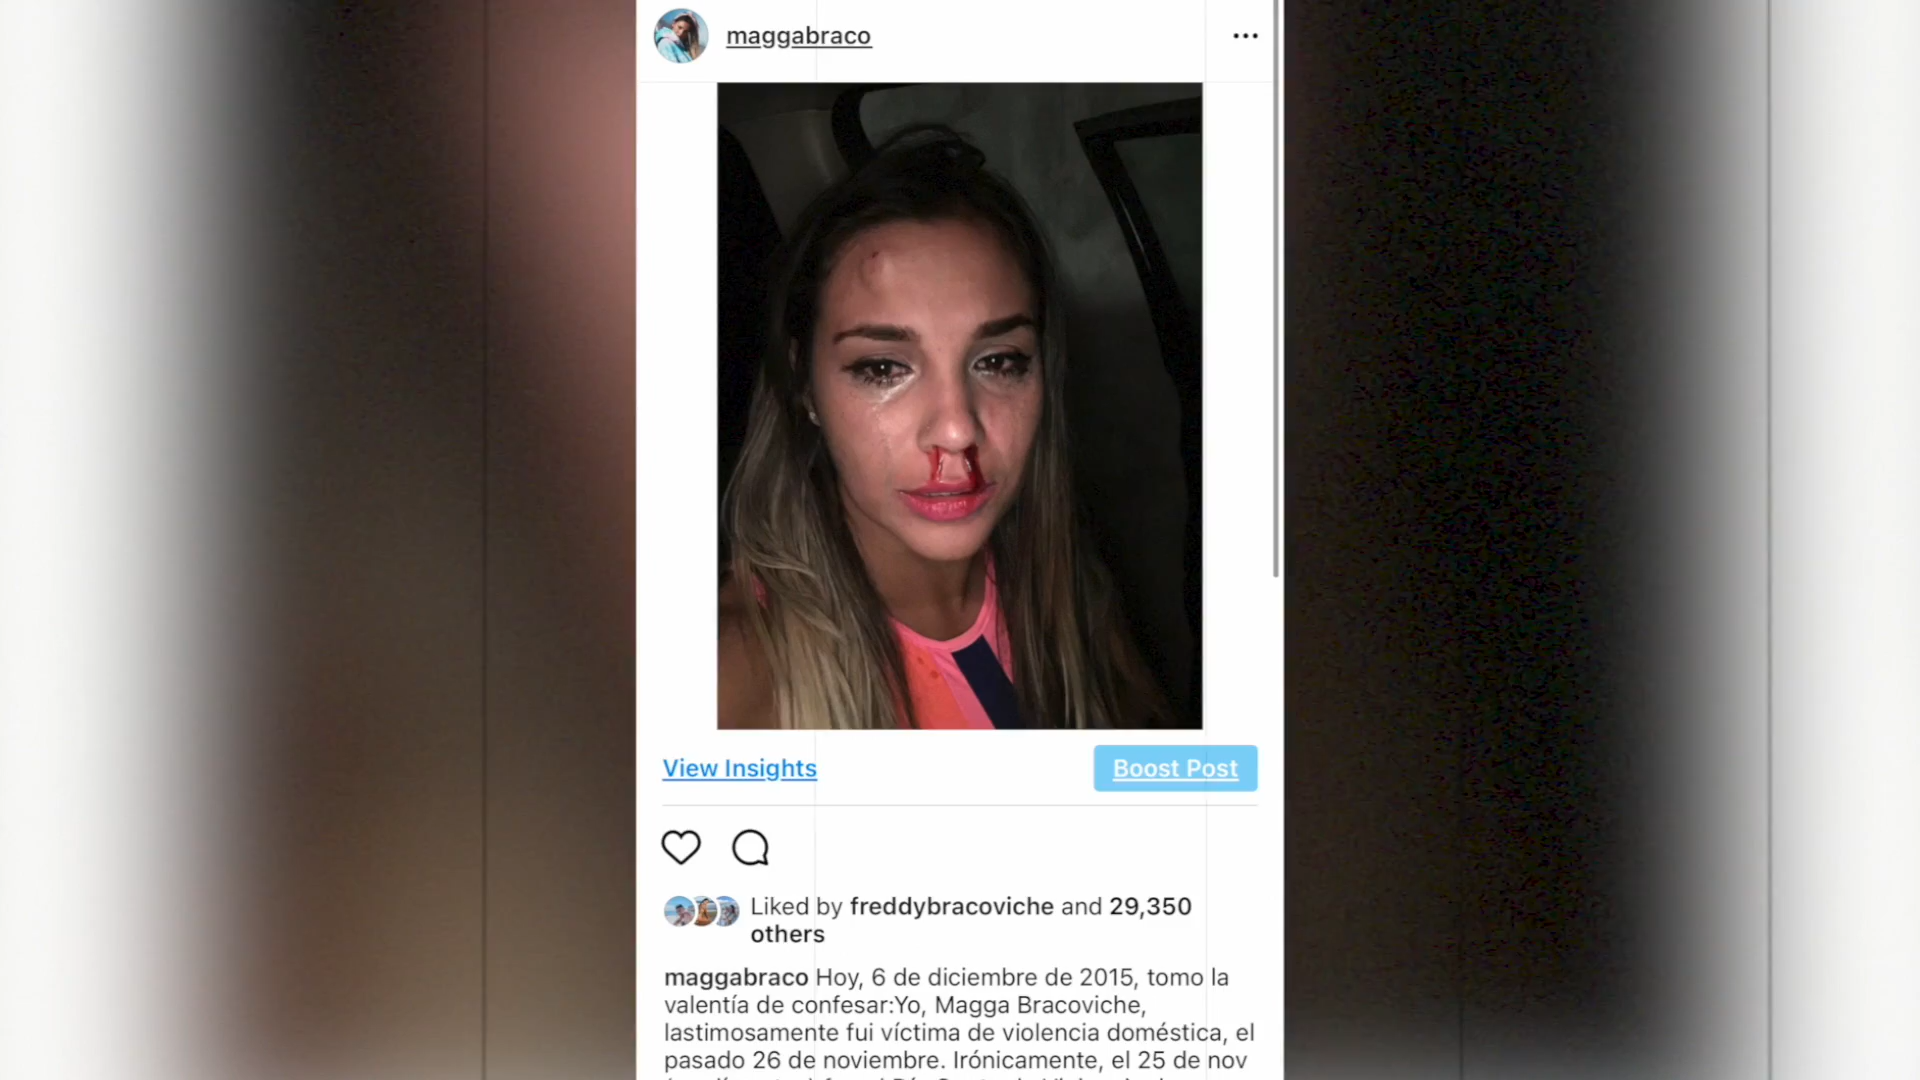 maggabraco
View Insights
Boost Post
Liked by freddybracoviche and 29,350
others
maggabraco Hoy, 6 de diciembre de 2015, tomo la
valentía de confesar:Yo, Magga Bracoviche,
lastimosamente fui víctima de violencia doméstica, el
pasado 26 de noviembre. Irónicamente, el 25 de nov